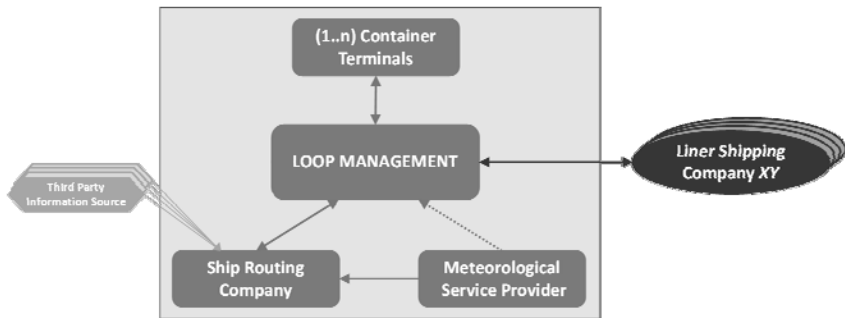 (1..n) Container
Terminals
LOOP MANAGEMENT
Liner Shipping
Company XY
Third Party
Information Source
Ship Routing
Company
Meteorological
Service Provider